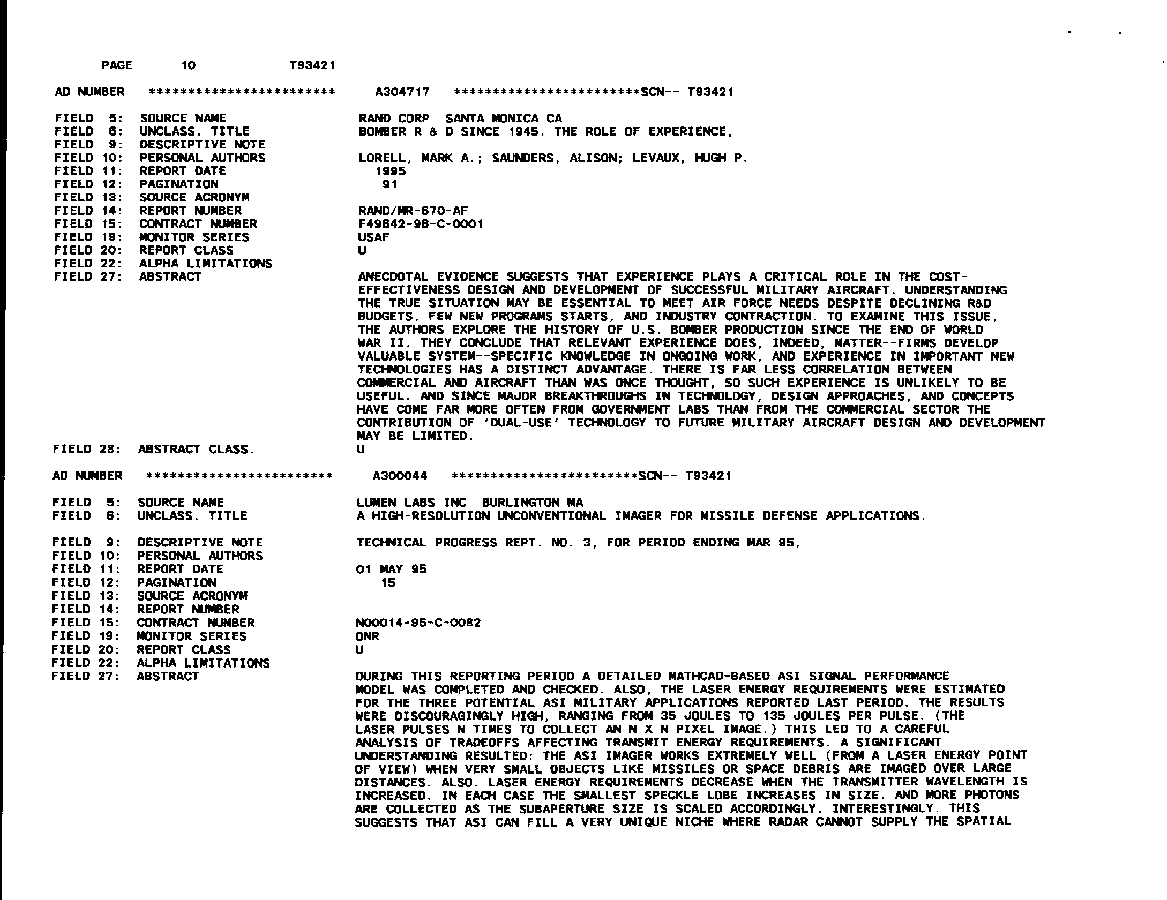 PAGE 10 T93421
AD NUMBER ************************ A304717 ************************SCN-- T93421
FIELD 5: SOURCE NAME RAND CORP SANTA MONICA CA
FIELD 6: UNCLASS. TITLE BOMBER R & D SINCE 1945. THE ROLE OF EXPERIENCE,
FIELD 9: DESCRIPTIVE NOTE
FIELD 10: PERSONAL AUTHORS LORELL, MARK A.; SAUNDERS, ALISON; LEVAUX, HUGH P.
FIELD 11: REPORT DATE 1995
FIELD 12: PAGINATION 91
FIELD 13: SOURCE ACRONYM
FIELD 14: REPORT NUMBER RAND/MR-670-AF
FIELD 15: CONTRACT NUMBER F49642-96-C-0001
FIELD 19: MONITOR SERIES USAF
FIELD 20: REPORT CLASS U
FIELD 22: ALPHA LIMITATIONS
FIELD 27: ABSTRACT ANECDOTAL EVIDENCE SUGGESTS THAT EXPERIENCE PLAYS A CRITICAL ROLE IN THE COST-
EFFECTIVENESS DESIGN AND DEVELOPMENT OF SUCCESSFUL MILITARY AIRCRAFT. UNDERSTANDING
THE TRUE SITUATION MAY BE ESSENTIAL TO MEET AIR FORCE NEEDS DESPITE DECLINING R&D
BUDGETS, FEW NEW PROGRAMS STARTS, AND INDUSTRY CONTRACTION. TO EXAMINE THIS ISSUE,
THE AUTHORS EXPLORE THE HISTORY OF U.S. BOMBER PRODUCTION SINCE THE END OF WORLD
WAR II. THEY CONCLUDE THAT RELEVANT EXPERIENCE DOES, INDEED, MATTER--FIRMS DEVELOP
VALUABLE SYSTEM--SPECIFIC KNOWLEDGE IN ONGOING WORK, AND EXPERIENCE IN IMPORTANT NEW
TECHNOLOGIES HAS A DISTINCT ADVANTAGE. THERE IS FAR LESS CORRELATION BETWEEN
COMMERCIAL AND AIRCRAFT THAN WAS ONCE THOUGHT, SO SUCH EXPERIENCE IS UNLIKELY TO BE
USEFUL. AND SINCE MAJOR BREAKTHROUGHS IN TECHNOLOGY, DESIGN APPROACHES, AND CONCEPTS
HAVE COME FAR MORE OFTEN FROM GOVERNMENT LABS THAN FROM THE COMMERCIAL SECTOR THE
CONTRIBUTION OF 'DUAL-USE' TECHNOLOGY TO FUTURE MILITARY AIRCRAFT DESIGN AND DEVELOPMENT
MAY BE LIMITED.
FIELD 28: ABSTRACT CLASS. U
AD NUMBER ************************ A300044 ************************SCN-- T93421
FIELD 5: SOURCE NAME LUMEN LABS INC BURLINGTON MA
FIELD 6: UNCLASS. TITLE A HIGH-RESOLUTION UNCONVENTIONAL IMAGER FOR MISSILE DEFENSE APPLICATIONS.
FIELD 9: DESCRIPTIVE NOTE TECHNICAL PROGRESS REPT. NO. 3, FOR PERIOD ENDING MAR 95,
FIELD 10: PERSONAL AUTHORS
FIELD 11: REPORT DATE 01 MAY 95
FIELD 12: PAGINATION 15
FIELD 13: SOURCE ACRONYM
FIELD 14: REPORT NUMBER
FIELD 15: CONTRACT NUMBER N00014-95-C-0082
FIELD 19: MONITOR SERIES ONR
FIELD 20: REPORT CLASS U
FIELD 22: ALPHA LIMITATIONS
FIELD 27: ABSTRACT DURING THIS REPORTING PERIOD A DETAILED MATHCAD-BASED ASI SIGNAL PERFORMANCE
MODEL WAS COMPLETED AND CHECKED. ALSO, THE LASER ENERGY REQUIREMENTS WERE ESTIMATED
FOR THE THREE POTENTIAL ASI MILITARY APPLICATIONS REPORTED LAST PERIOD. THE RESULTS
WERE DISCOURAGINGLY HIGH, RANGING FROM 35 JOULES TO 135 JOULES PER PULSE. (THE
LASER PULSES N TIMES TO COLLECT AN N X N PIXEL IMAGE.) THIS LED TO A CAREFUL
ANALYSIS OF TRADEOFFS AFFECTING TRANSMIT ENERGY REQUIREMENTS. A SIGNIFICANT
UNDERSTANDING RESULTED: THE ASI IMAGER WORKS EXTREMELY WELL (FROM A LASER ENERGY POINT
OF VIEW) WHEN VERY SMALL OBJECTS LIKE MISSILES OR SPACE DEBRIS ARE IMAGED OVER LARGE
DISTANCES. ALSO. LASER ENERGY REQUIREMENTS DECREASE WHEN THE TRANSMITTER WAVELENGTH IS
INCREASED. IN EACH CASE THE SMALLEST SPECKLE LOBE INCREASES IN SIZE. AND MORE PHOTONS
ARE COLLECTED AS THE SUBAPERTURE SIZE IS SCALED ACCORDINGLY. INTERESTINGLY. THIS
SUGGESTS THAT ASI CAN FILL A VERY UNIQUE NICHE WHERE RADAR CANNOT SUPPLY THE SPATIAL